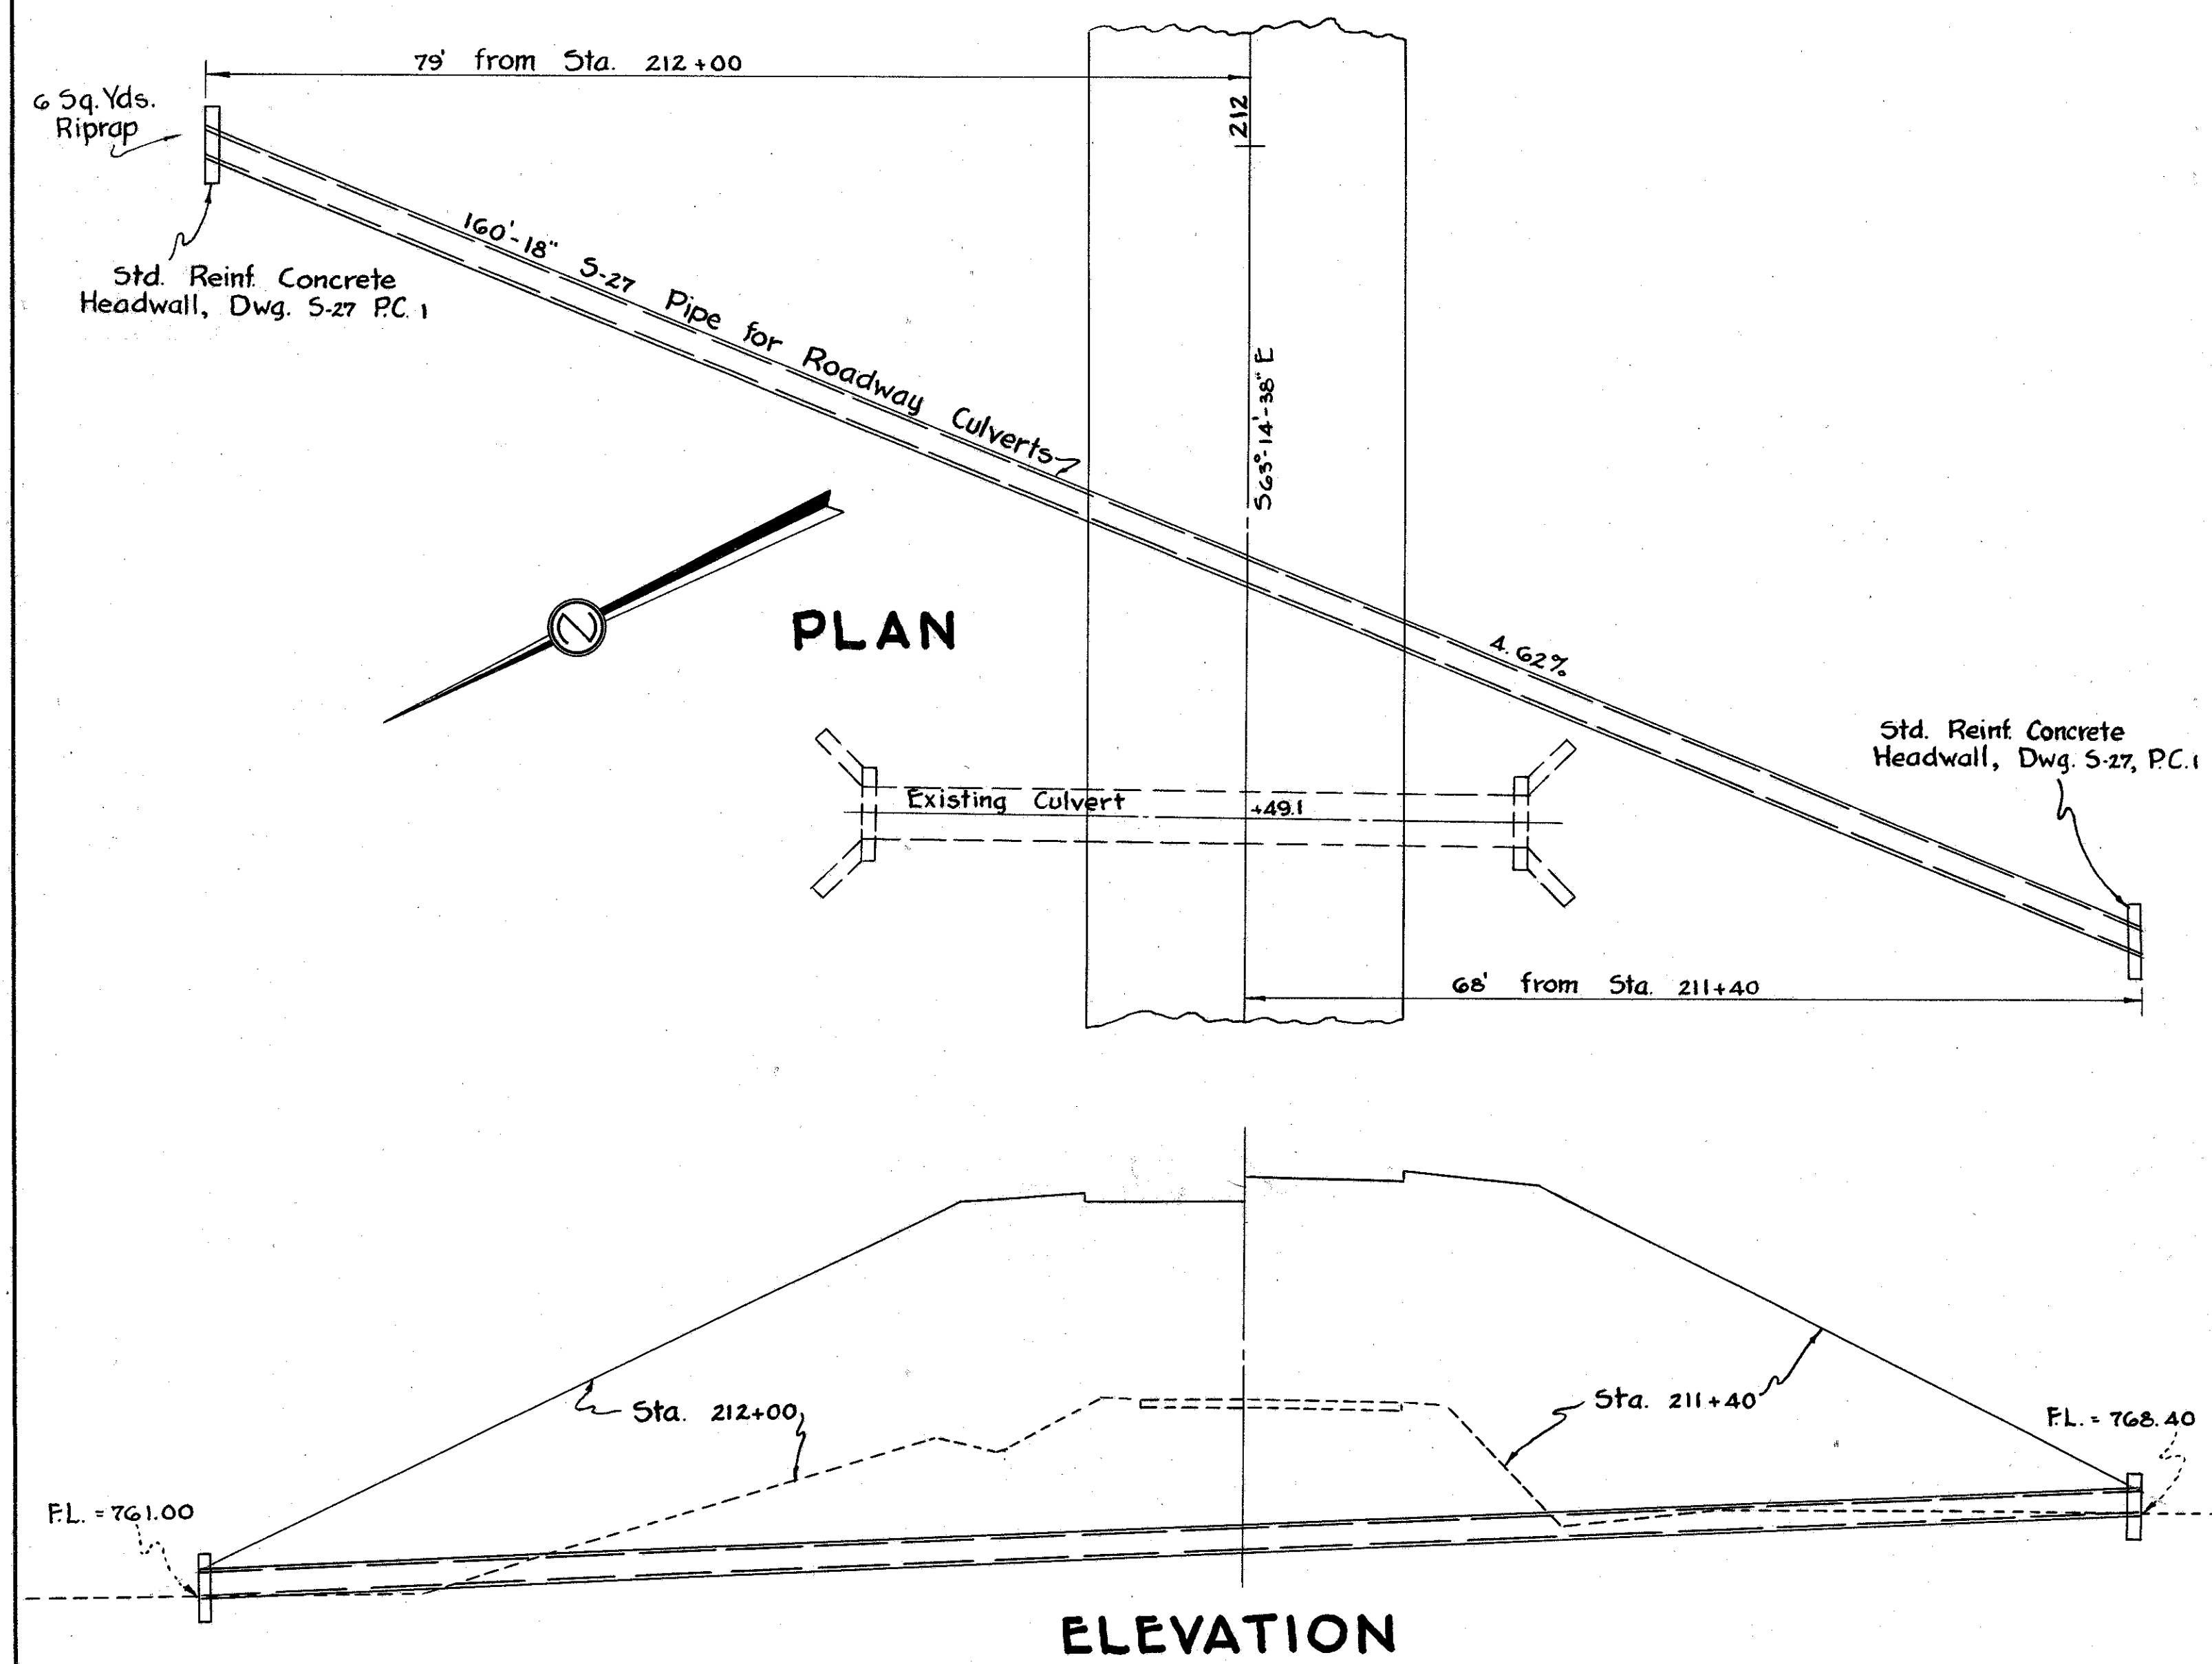 79' from Sta. 212+00
6 Sq. Yds.
Riprap
212
160'-18" S-27 Pipe for Roadway Culverts
Std. Reinf. Concrete
Headwall, Dwg. S-27 P.C. 1
S63°-14'-38" E
N
PLAN
4.62%
Std. Reinf. Concrete
Headwall, Dwg. S-27, P.C. 1
Existing Culvert
+49.1
68' from Sta. 211+40
Sta. 212+00
Sta. 211+40
F.L. = 768.40
F.L. = 761.00
ELEVATION